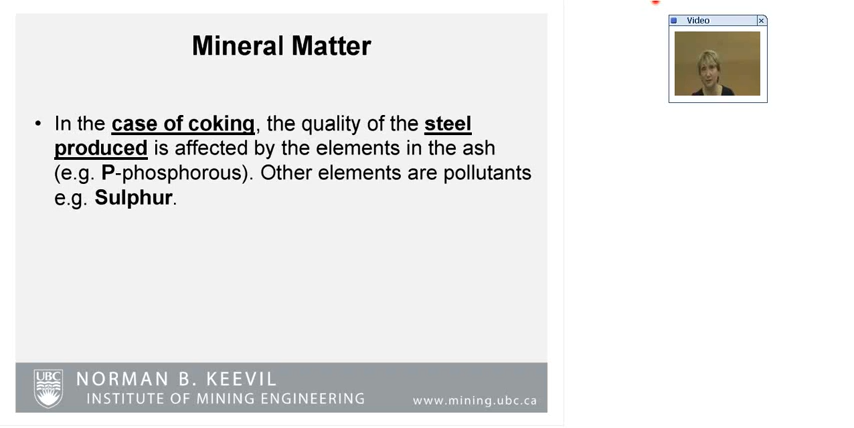 Mineral Matter
• In the case of coking, the quality of the steel
produced is affected by the elements in the ash
(e.g. P-phosphorous). Other elements are pollutants
e.g. Sulphur.
UBC
NORMAN B. KEEVIL
INSTITUTE OF MINING ENGINEERING
www.mining.ubc.ca
Video